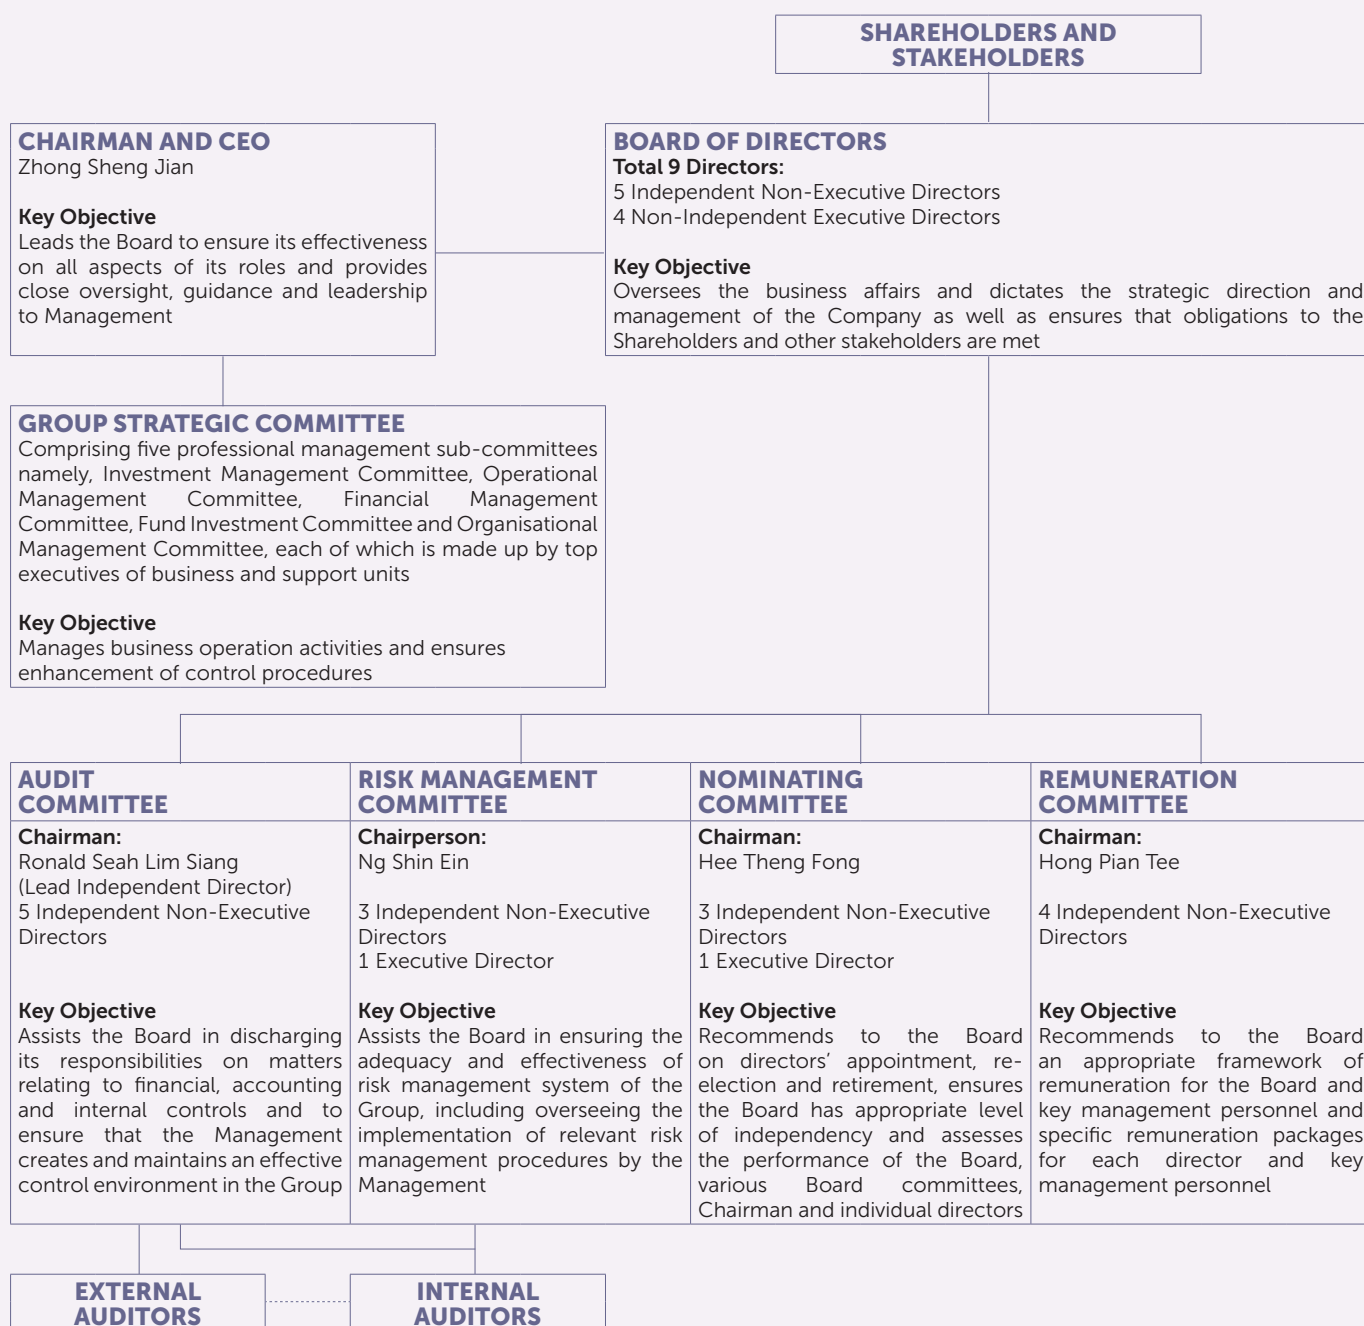 SHAREHOLDERS AND
STAKEHOLDERS
CHAIRMAN AND CEO
Zhong Sheng Jian
Key Objective
Leads the Board to ensure its effectiveness
on all aspects of its roles and provides
close oversight, guidance and leadership
to Management
BOARD OF DIRECTORS
Total 9 Directors:
5 Independent Non-Executive Directors
4 Non-Independent Executive Directors
Key Objective
Oversees the business affairs and dictates the strategic direction and
management of the Company as well as ensures that obligations to the
Shareholders and other stakeholders are met
GROUP STRATEGIC COMMITTEE
Comprising five professional management sub-committees
namely, Investment Management Committee, Operational
Management Committee, Financial Management
Committee, Fund Investment Committee and Organisational
Management Committee, each of which is made up by top
executives of business and support units
Key Objective
Manages business operation activities and ensures
enhancement of control procedures
AUDIT
COMMITTEE
Chairman:
Ronald Seah Lim Siang
(Lead Independent Director)
5 Independent Non-Executive
Directors
Key Objective
Assists the Board in discharging
its responsibilities on matters
relating to financial, accounting
and internal controls and to
ensure that the Management
creates and maintains an effective
control environment in the Group
RISK MANAGEMENT
COMMITTEE
Chairperson:
Ng Shin Ein
3 Independent Non-Executive
Directors
1 Executive Director
Key Objective
Assists the Board in ensuring the
adequacy and effectiveness of
risk management system of the
Group, including overseeing the
implementation of relevant risk
management procedures by the
Management
NOMINATING
COMMITTEE
Chairman:
Hee Theng Fong
3 Independent Non-Executive
Directors
1 Executive Director
Key Objective
Recommends to the Board
on directors' appointment, re-
election and retirement, ensures
the Board has appropriate level
of independency and assesses
the performance of the Board,
various Board committees,
Chairman and individual directors
REMUNERATION
COMMITTEE
Chairman:
Hong Pian Tee
4 Independent Non-Executive
Directors
Key Objective
Recommends to the Board
an appropriate framework of
remuneration for the Board and
key management personnel and
specific remuneration packages
for each director and key
management personnel
EXTERNAL
AUDITORS
INTERNAL
AUDITORS